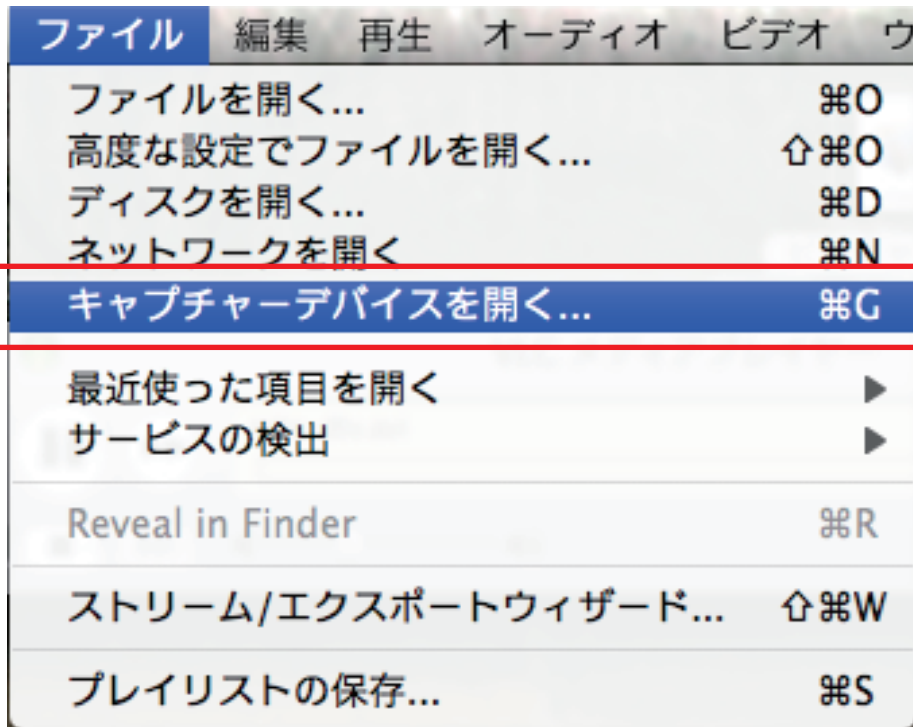 ファイル 編集 再生 オーディオ ビデオ ウ
ファイルを開く... ⌘O
高度な設定でファイルを開く... ⇧⌘O
ディスクを開く... ⌘D
ネットワークを開く ⌘N
キャプチャーデバイスを開く... ⌘G
最近使った項目を開く ▶
サービスの検出 ▶
Reveal in Finder ⌘R
ストリーム/エクスポートウィザード... ⇧⌘W
プレイリストの保存... ⌘S